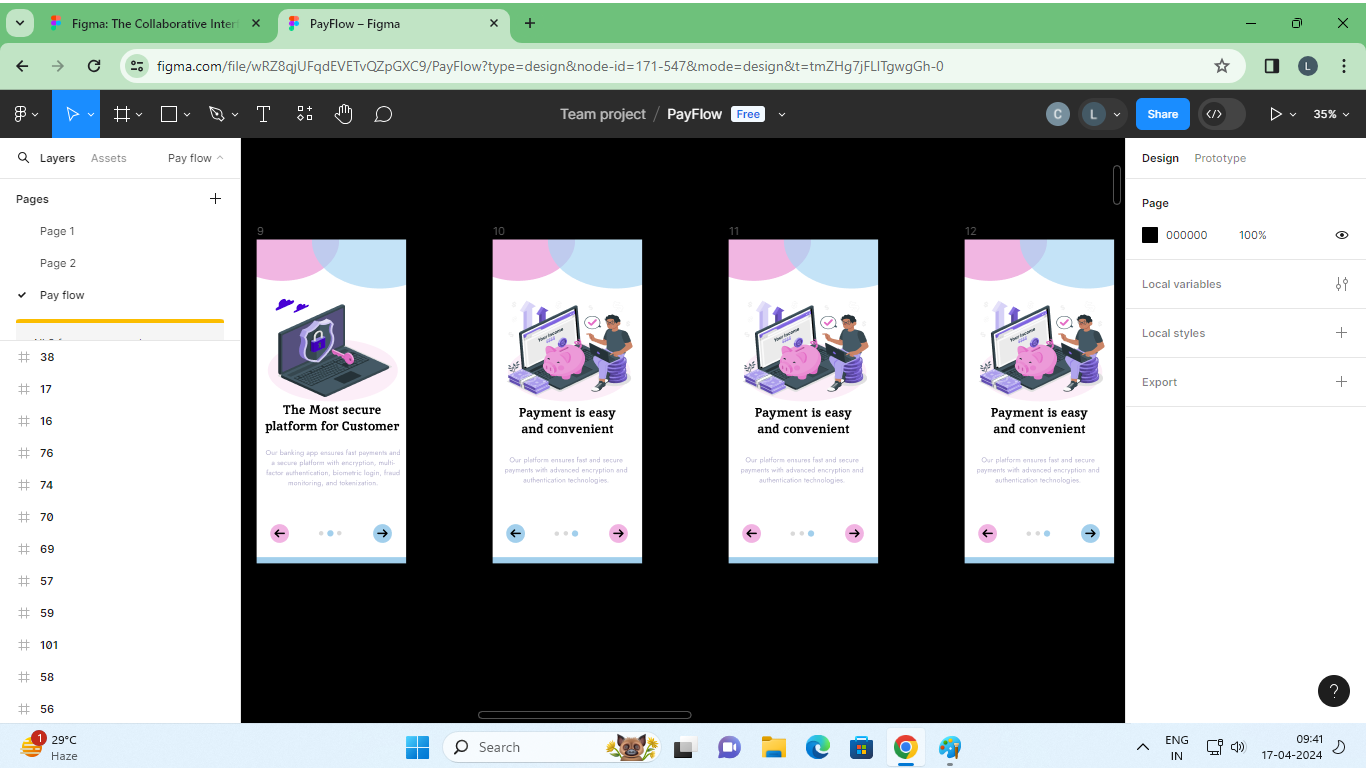 Figma: The Collaborative Inter
PayFlow – Figma
figma.com/file/wRZ8qjUFqdEVETvQZpGXC9/PayFlow?type=design&node-id=171-547&mode=design&t=tmZHg7jFLlTgwgGh-0
L
Team project / PayFlow Free
C
L
Share
35%
Layers
Assets
Pay flow
Pages
Page 1
Page 2
Pay flow
38
17
16
76
74
70
69
57
59
101
58
56
9
The Most secure
platform for Customer
Our banking app ensures fast payments and
a secure platform with encryption, multi-
factor authentication, biometric login, fraud
monitoring, and tokenization.
10
Your Income
Payment is easy
and convenient
Our platform ensures fast and secure
payments with advanced encryption and
authentication technologies.
11
Your Income
Payment is easy
and convenient
Our platform ensures fast and secure
payments with advanced encryption and
authentication technologies.
12
Your Income
Payment is easy
and convenient
Our platform ensures fast and secure
payments with advanced encryption and
authentication technologies.
Design
Prototype
Page
000000
100%
Local variables
Local styles
Export
?
1
29°C
Haze
Search
ENG
IN
09:41
17-04-2024